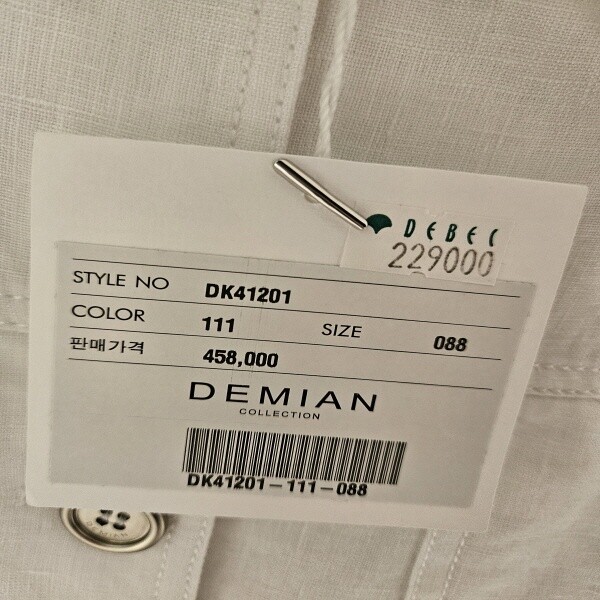 DEBEC
229000
STYLE NO DK41201
COLOR 111 SIZE 088
판매가격 458,000
DEMIAN
COLLECTION
DK41201-111-088
DEMIAN